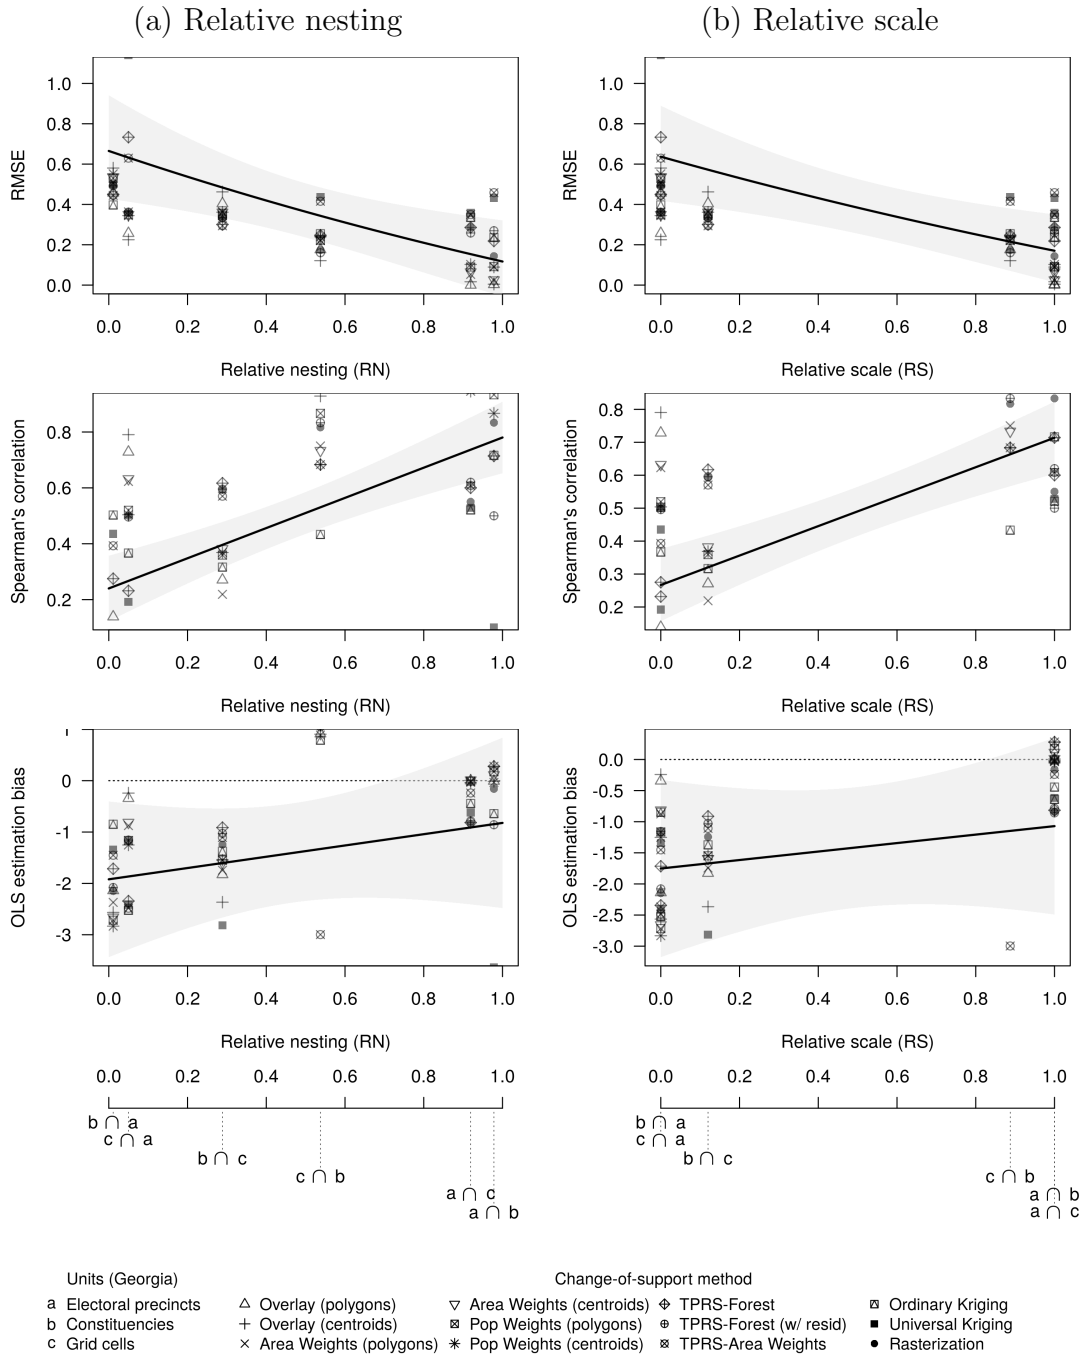 (a) Relative nesting
(b) Relative scale
RMSE
1.0
0.8
0.6
0.4
0.2
0.0
0.0 0.2 0.4 0.6 0.8 1.0
Relative nesting (RN)
RMSE
1.0
0.8
0.6
0.4
0.2
0.0
0.0 0.2 0.4 0.6 0.8 1.0
Relative scale (RS)
Spearman's correlation
0.8
0.6
0.4
0.2
0.0 0.2 0.4 0.6 0.8 1.0
Relative nesting (RN)
Spearman's correlation
0.8
0.7
0.6
0.5
0.4
0.3
0.2
0.0 0.2 0.4 0.6 0.8 1.0
Relative scale (RS)
OLS estimation bias
1
0
-1
-2
-3
0.0 0.2 0.4 0.6 0.8 1.0
Relative nesting (RN)
OLS estimation bias
0.0
-0.5
-1.0
-1.5
-2.0
-2.5
-3.0
0.0 0.2 0.4 0.6 0.8 1.0
Relative scale (RS)
0.0 0.2 0.4 0.6 0.8 1.0
b ∩ a
c ∩ a
b ∩ c
c ∩ b
a ∩ c
a ∩ b
0.0 0.2 0.4 0.6 0.8 1.0
b ∩ a
c ∩ a
b ∩ c
c ∩ b
a ∩ b
a ∩ c
Units (Georgia)
a Electoral precincts
b Constituencies
c Grid cells
Change-of-support method
Overlay (polygons)
Overlay (centroids)
Area Weights (polygons)
Area Weights (centroids)
Pop Weights (polygons)
Pop Weights (centroids)
TPRS-Forest
TPRS-Forest (w/ resid)
TPRS-Area Weights
Ordinary Kriging
Universal Kriging
Rasterization